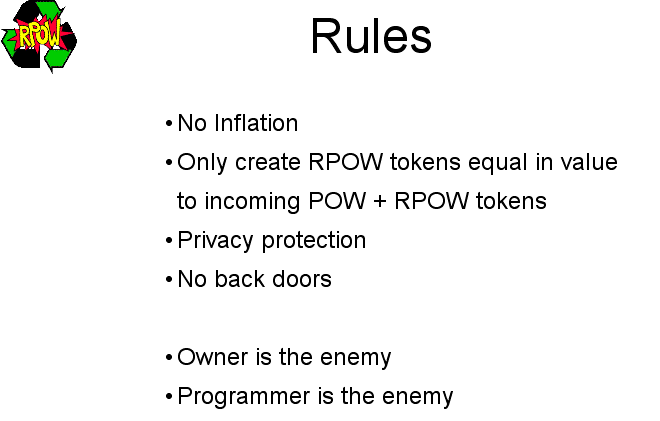 RPOW
Rules
• No Inflation
• Only create RPOW tokens equal in value
to incoming POW + RPOW tokens
• Privacy protection
• No back doors
• Owner is the enemy
• Programmer is the enemy